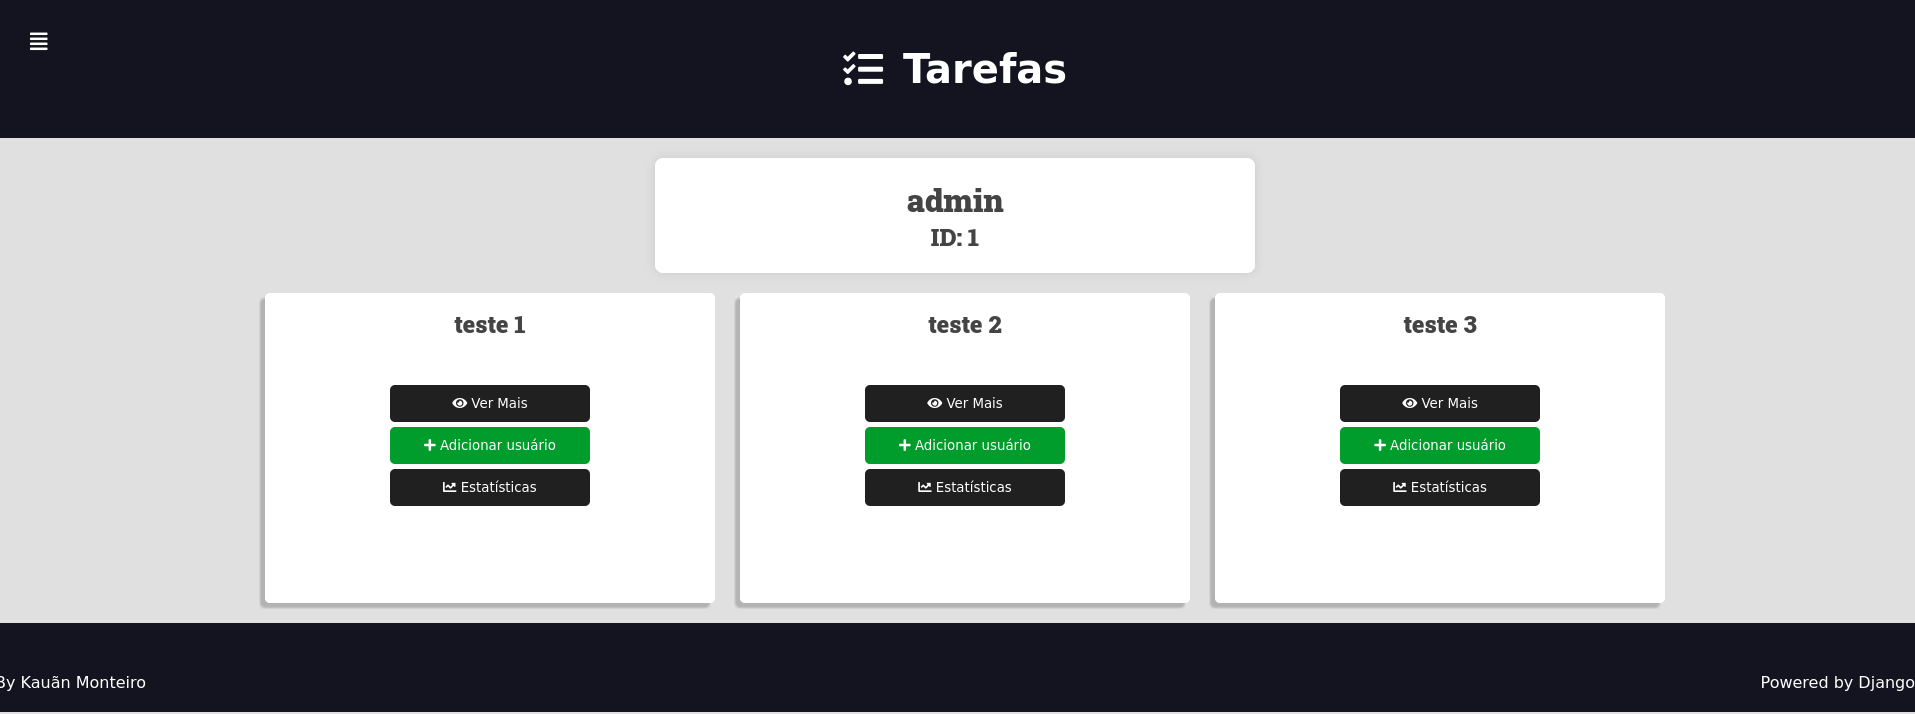 Tarefas
admin
ID: 1
teste 1
Ver Mais
Adicionar usuário
Estatísticas
teste 2
Ver Mais
Adicionar usuário
Estatísticas
teste 3
Ver Mais
Adicionar usuário
Estatísticas
By Kauãn Monteiro
Powered by Django